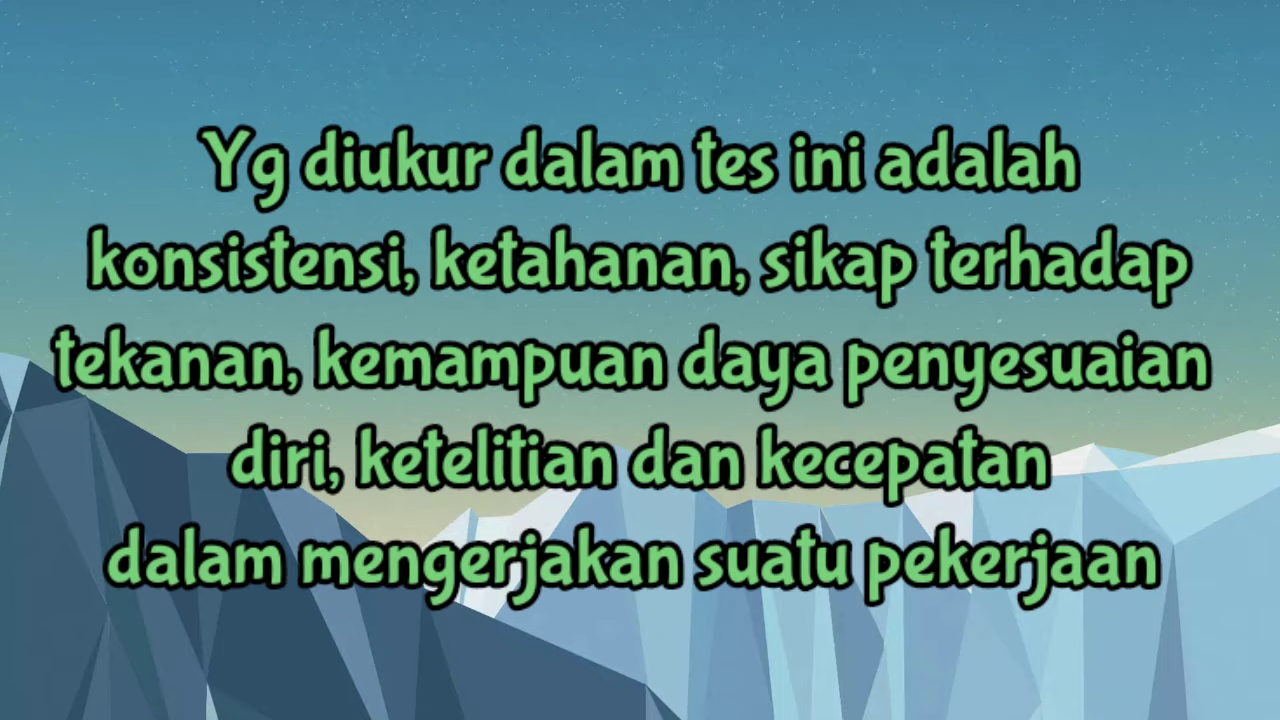 Yg diukur dalam tes ini adalah
konsistensi, ketahanan, sikap terhadap
tekanan, kemampuan daya penyesuaian
diri, ketelitian dan kecepatan
dalam mengerjakan suatu pekerjaan